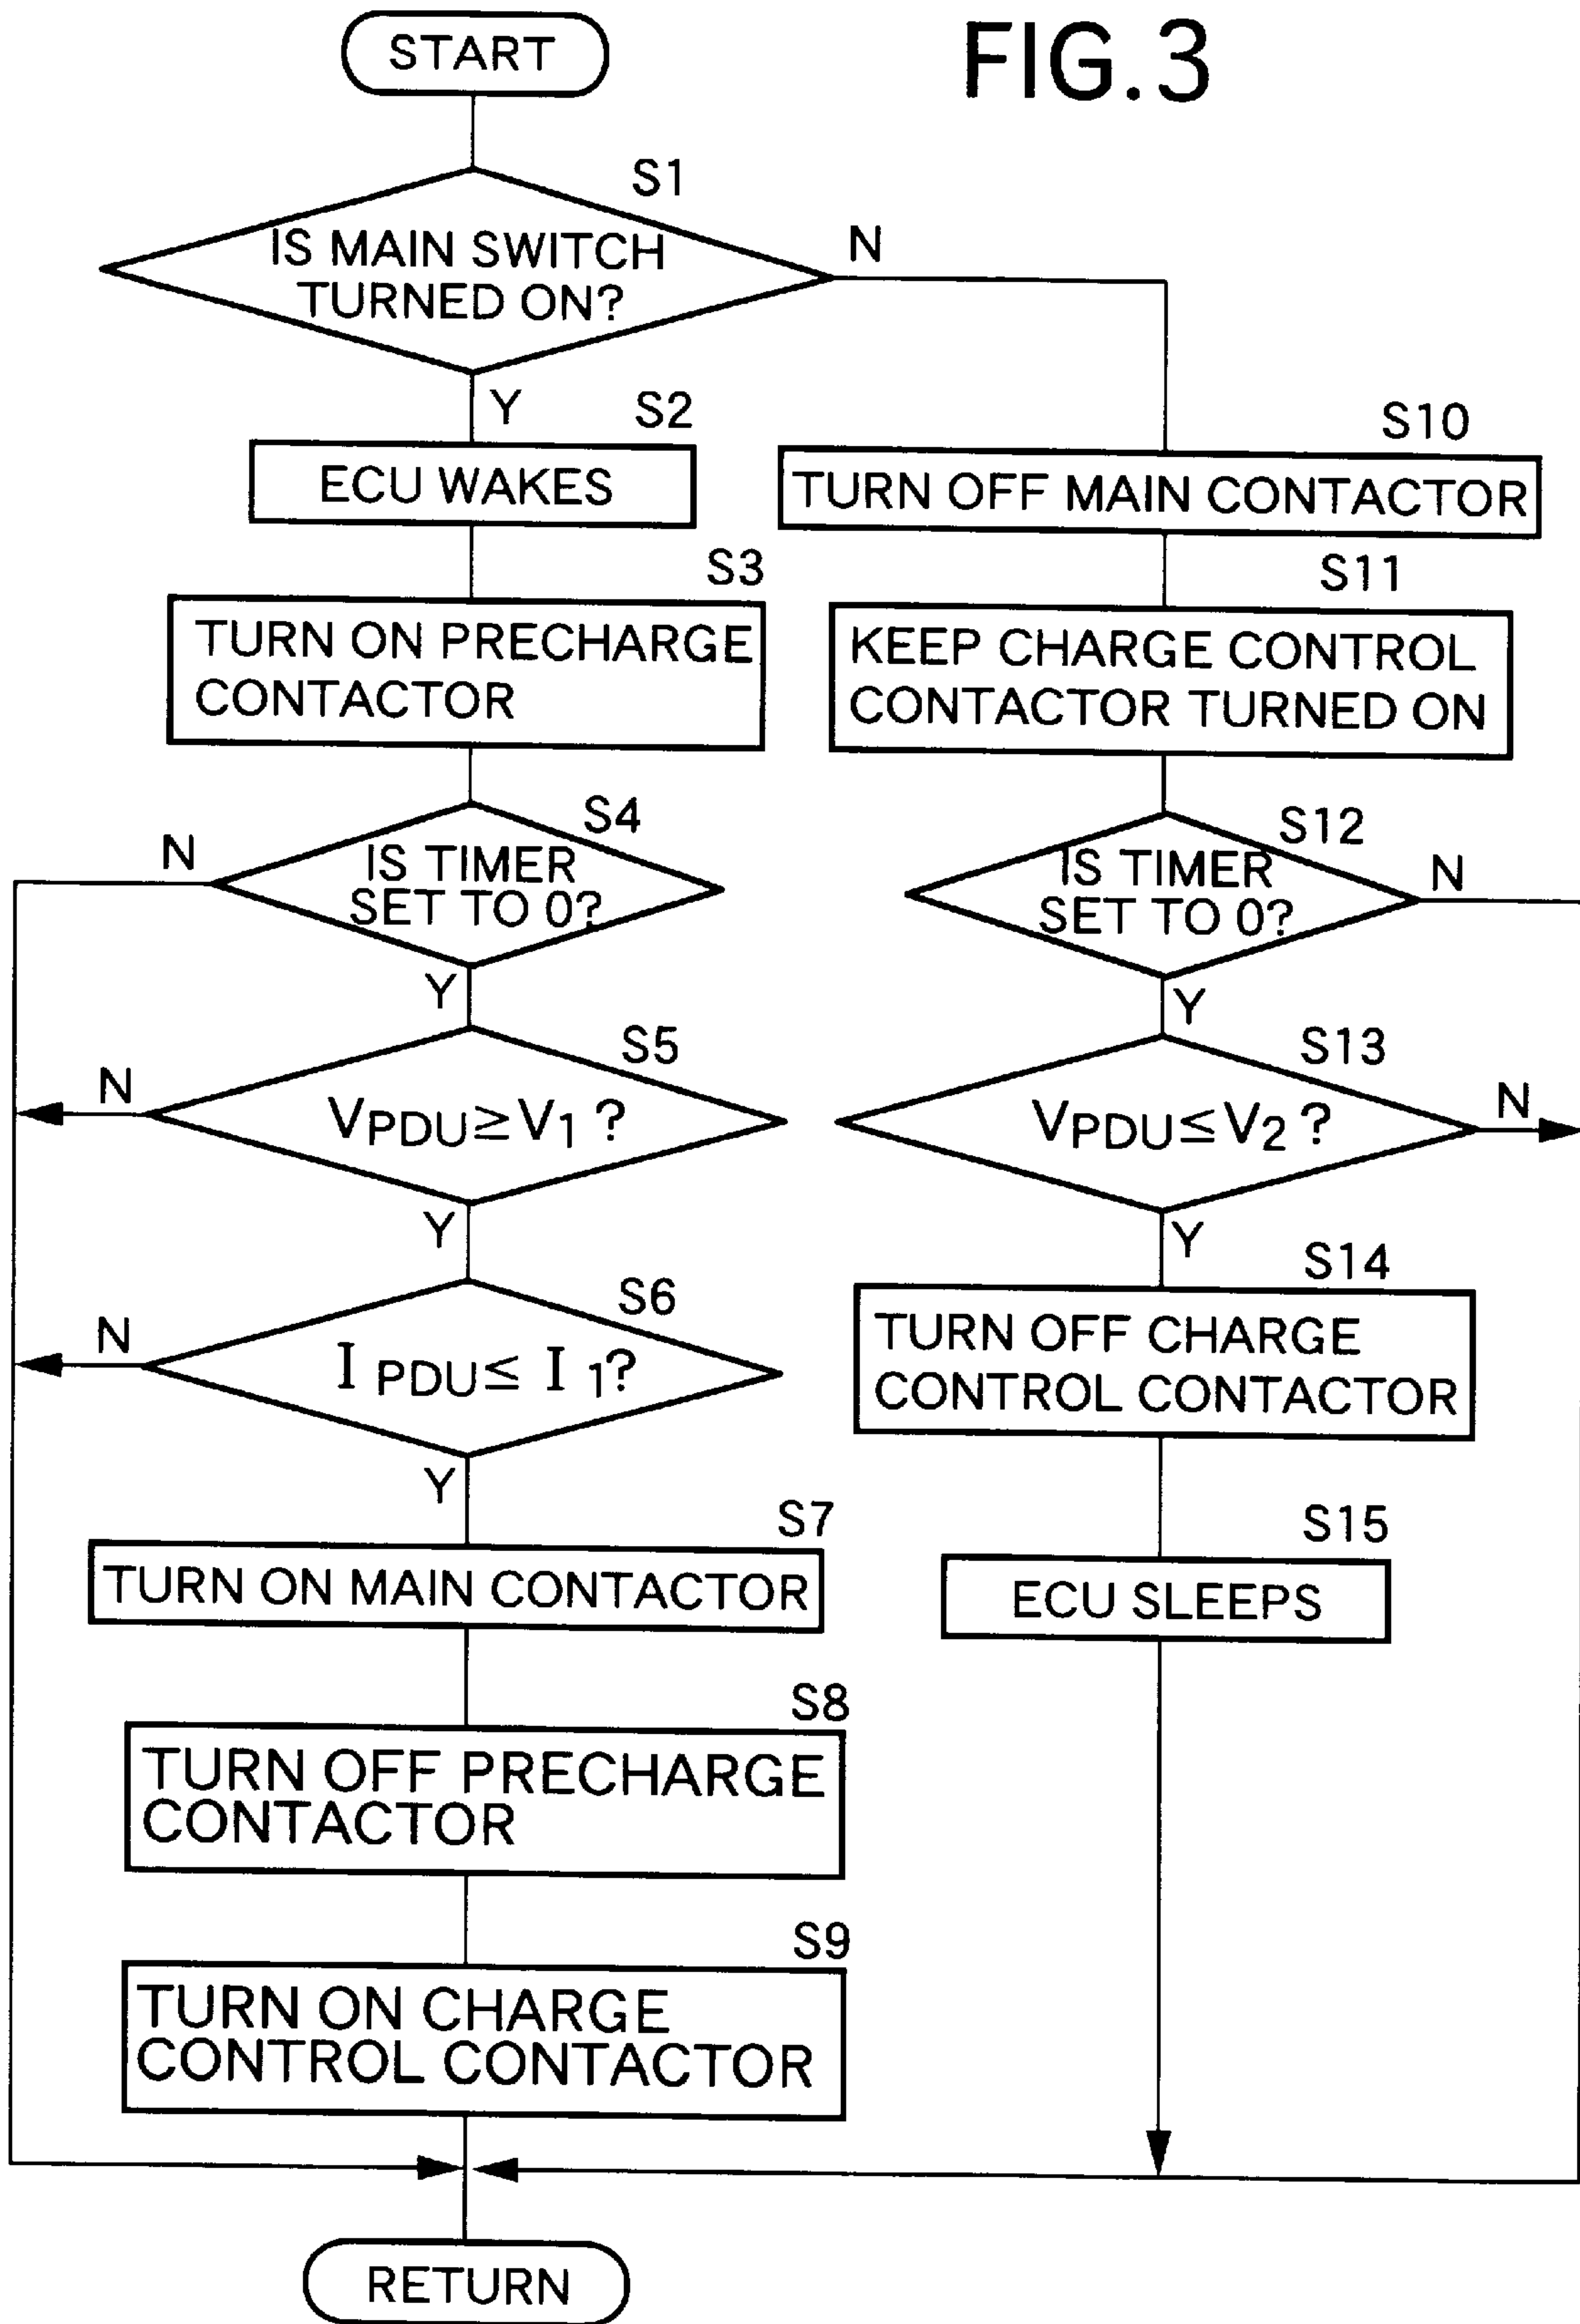 FIG.3
START
S1
IS MAIN SWITCH
TURNED ON?
N
Y
S2
ECU WAKES
S3
TURN ON PRECHARGE
CONTACTOR
S4
N
IS TIMER
SET TO 0?
Y
S5
N
VPDU≥V1 ?
Y
S6
N
I PDU≤ I 1?
Y
S7
TURN ON MAIN CONTACTOR
S8
TURN OFF PRECHARGE
CONTACTOR
S9
TURN ON CHARGE
CONTROL CONTACTOR
S10
TURN OFF MAIN CONTACTOR
S11
KEEP CHARGE CONTROL
CONTACTOR TURNED ON
S12
IS TIMER
SET TO 0?
N
Y
S13
VPDU≤V2 ?
N
Y
S14
TURN OFF CHARGE
CONTROL CONTACTOR
S15
ECU SLEEPS
RETURN